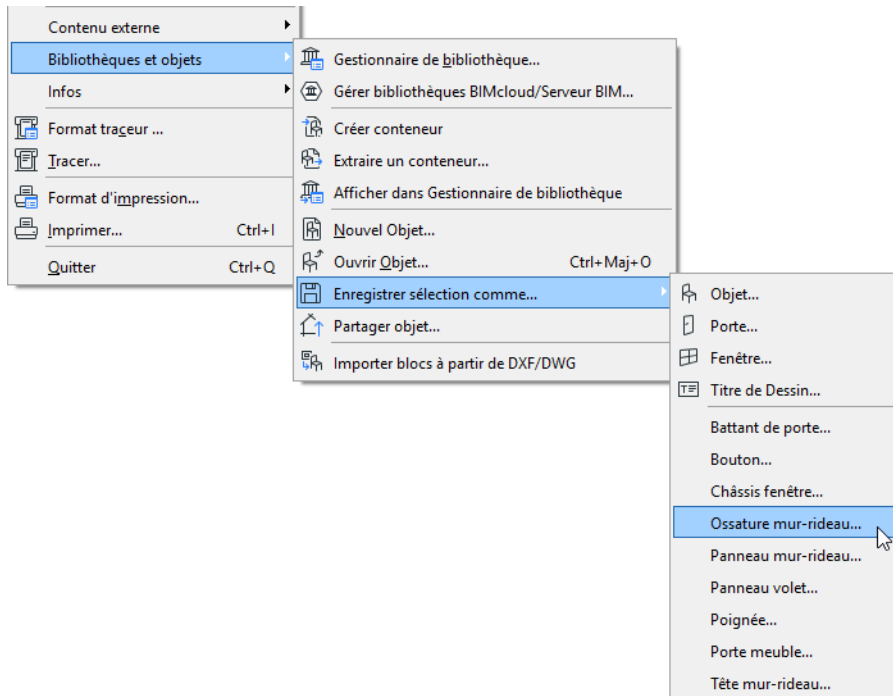 Contenu externe
Bibliothèques et objets
Infos
Format traceur ...
Tracer...
Format d'impression...
Imprimer... Ctrl+I
Quitter Ctrl+Q
Gestionnaire de bibliothèque...
Gérer bibliothèques BIMcloud/Serveur BIM...
Créer conteneur
Extraire un conteneur...
Afficher dans Gestionnaire de bibliothèque
Nouvel Objet...
Ouvrir Objet... Ctrl+Maj+O
Enregistrer sélection comme...
Partager objet...
Importer blocs à partir de DXF/DWG
Objet...
Porte...
Fenêtre...
Titre de Dessin...
Battant de porte...
Bouton...
Châssis fenêtre...
Ossature mur-rideau...
Panneau mur-rideau...
Panneau volet...
Poignée...
Porte meuble...
Tête mur-rideau...